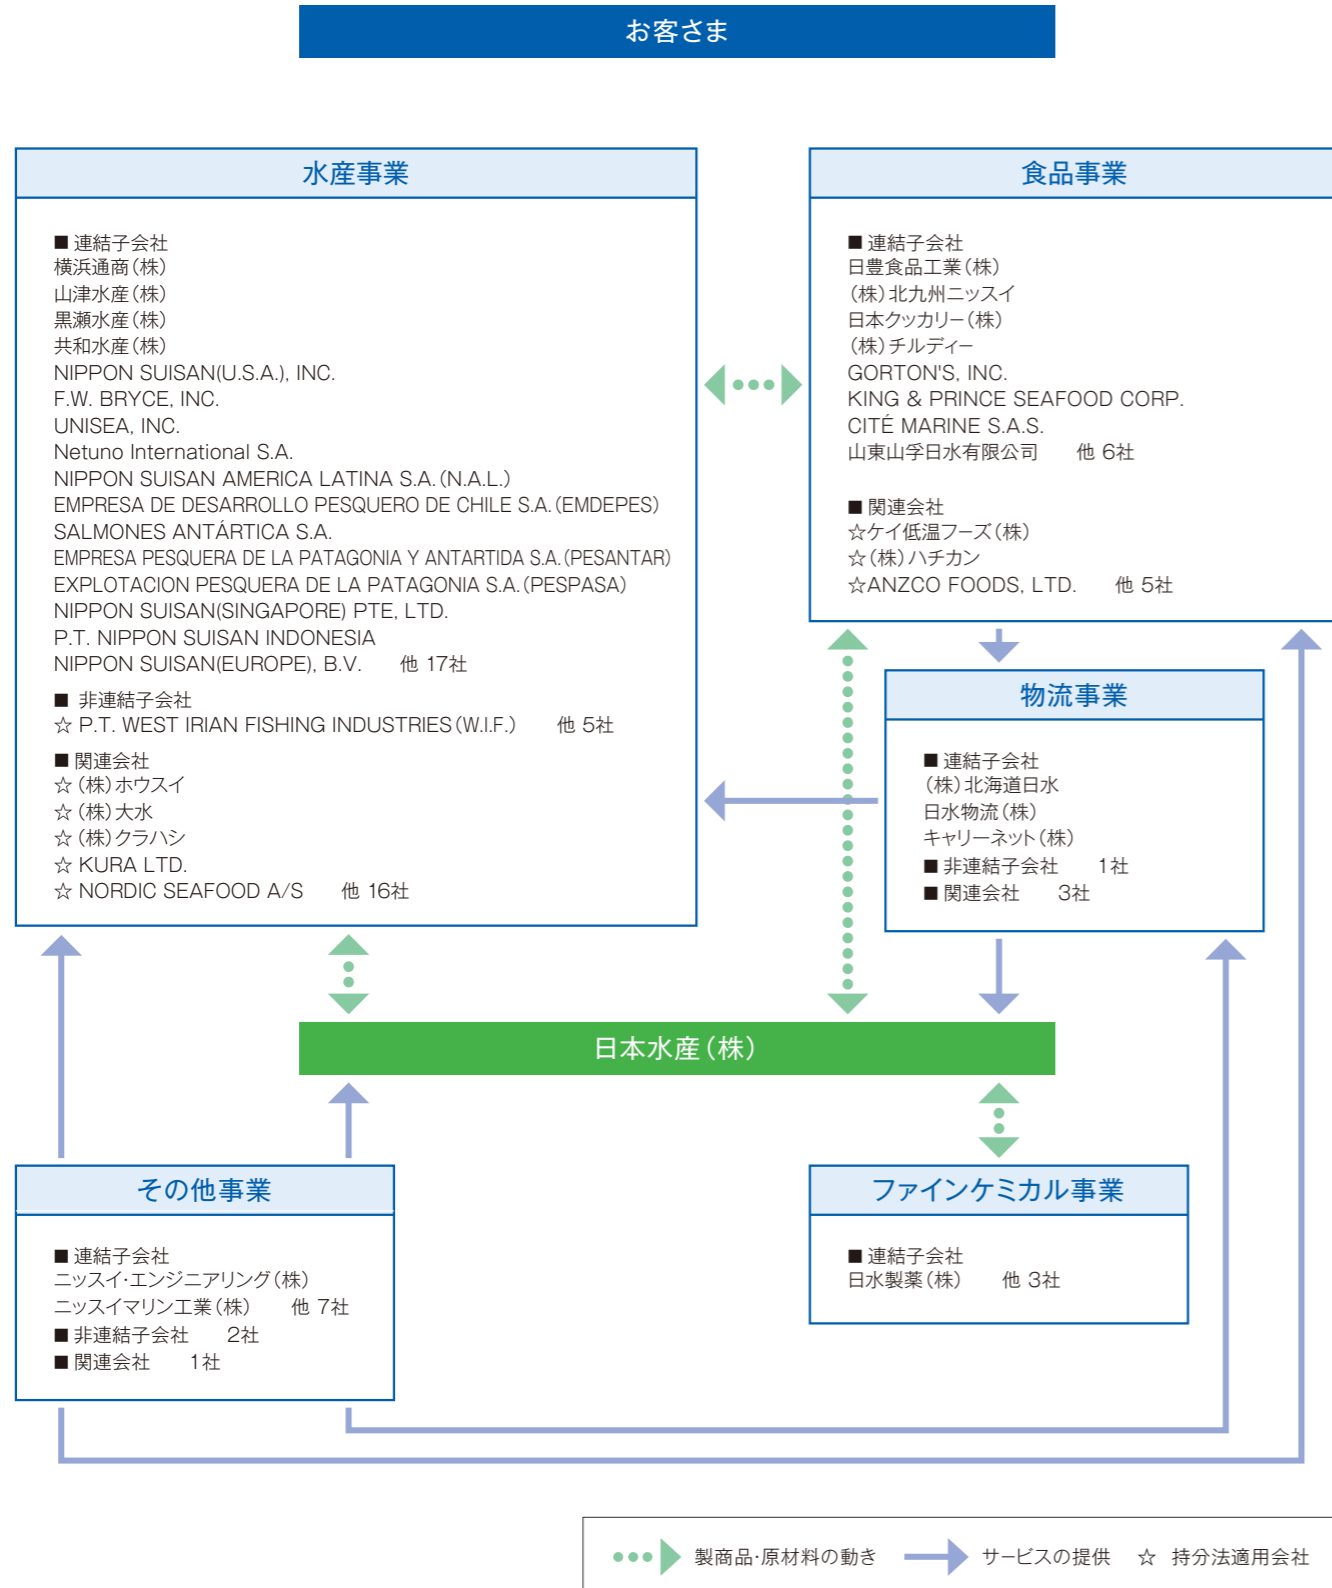 お客さま
水産事業
■ 連結子会社
横浜通商(株)
山津水産(株)
黒瀬水産(株)
共和水産(株)
NIPPON SUISAN(U.S.A.), INC.
F.W. BRYCE, INC.
UNISEA, INC.
Netuno International S.A.
NIPPON SUISAN AMERICA LATINA S.A.(N.A.L.)
EMPRESA DE DESARROLLO PESQUERO DE CHILE S.A.(EMDEPES)
SALMONES ANTÁRTICA S.A.
EMPRESA PESQUERA DE LA PATAGONIA Y ANTARTIDA S.A.(PESANTAR)
EXPLOTACION PESQUERA DE LA PATAGONIA S.A.(PESPASA)
NIPPON SUISAN(SINGAPORE) PTE, LTD.
P.T. NIPPON SUISAN INDONESIA
NIPPON SUISAN(EUROPE), B.V. 他 17社
■ 非連結子会社
☆ P.T. WEST IRIAN FISHING INDUSTRIES(W.I.F.) 他 5社
■ 関連会社
☆ (株)ホウスイ
☆ (株)大水
☆ (株)クラハシ
☆ KURA LTD.
☆ NORDIC SEAFOOD A/S 他 16社
食品事業
■ 連結子会社
日豊食品工業(株)
(株)北九州ニッスイ
日本クッカリー(株)
(株)チルディー
GORTON'S, INC.
KING & PRINCE SEAFOOD CORP.
CITÉ MARINE S.A.S.
山東山孚日水有限公司 他 6社
■ 関連会社
☆ケイ低温フーズ(株)
☆(株)ハチカン
☆ANZCO FOODS, LTD. 他 5社
物流事業
■ 連結子会社
(株)北海道日水
日水物流(株)
キャリーネット(株)
■ 非連結子会社 1社
■ 関連会社 3社
日本水産(株)
その他事業
■ 連結子会社
ニッスイ・エンジニアリング(株)
ニッスイマリン工業(株) 他 7社
■ 非連結子会社 2社
■ 関連会社 1社
ファインケミカル事業
■ 連結子会社
日水製薬(株) 他 3社
製商品・原材料の動き サービスの提供 ☆ 持分法適用会社